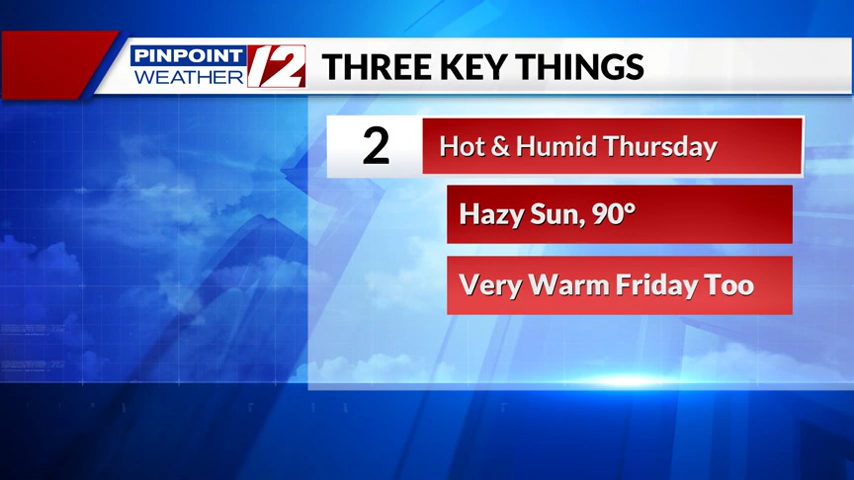 PINPOINT
WEATHER 12
THREE KEY THINGS
2 Hot & Humid Thursday
Hazy Sun, 90°
Very Warm Friday Too